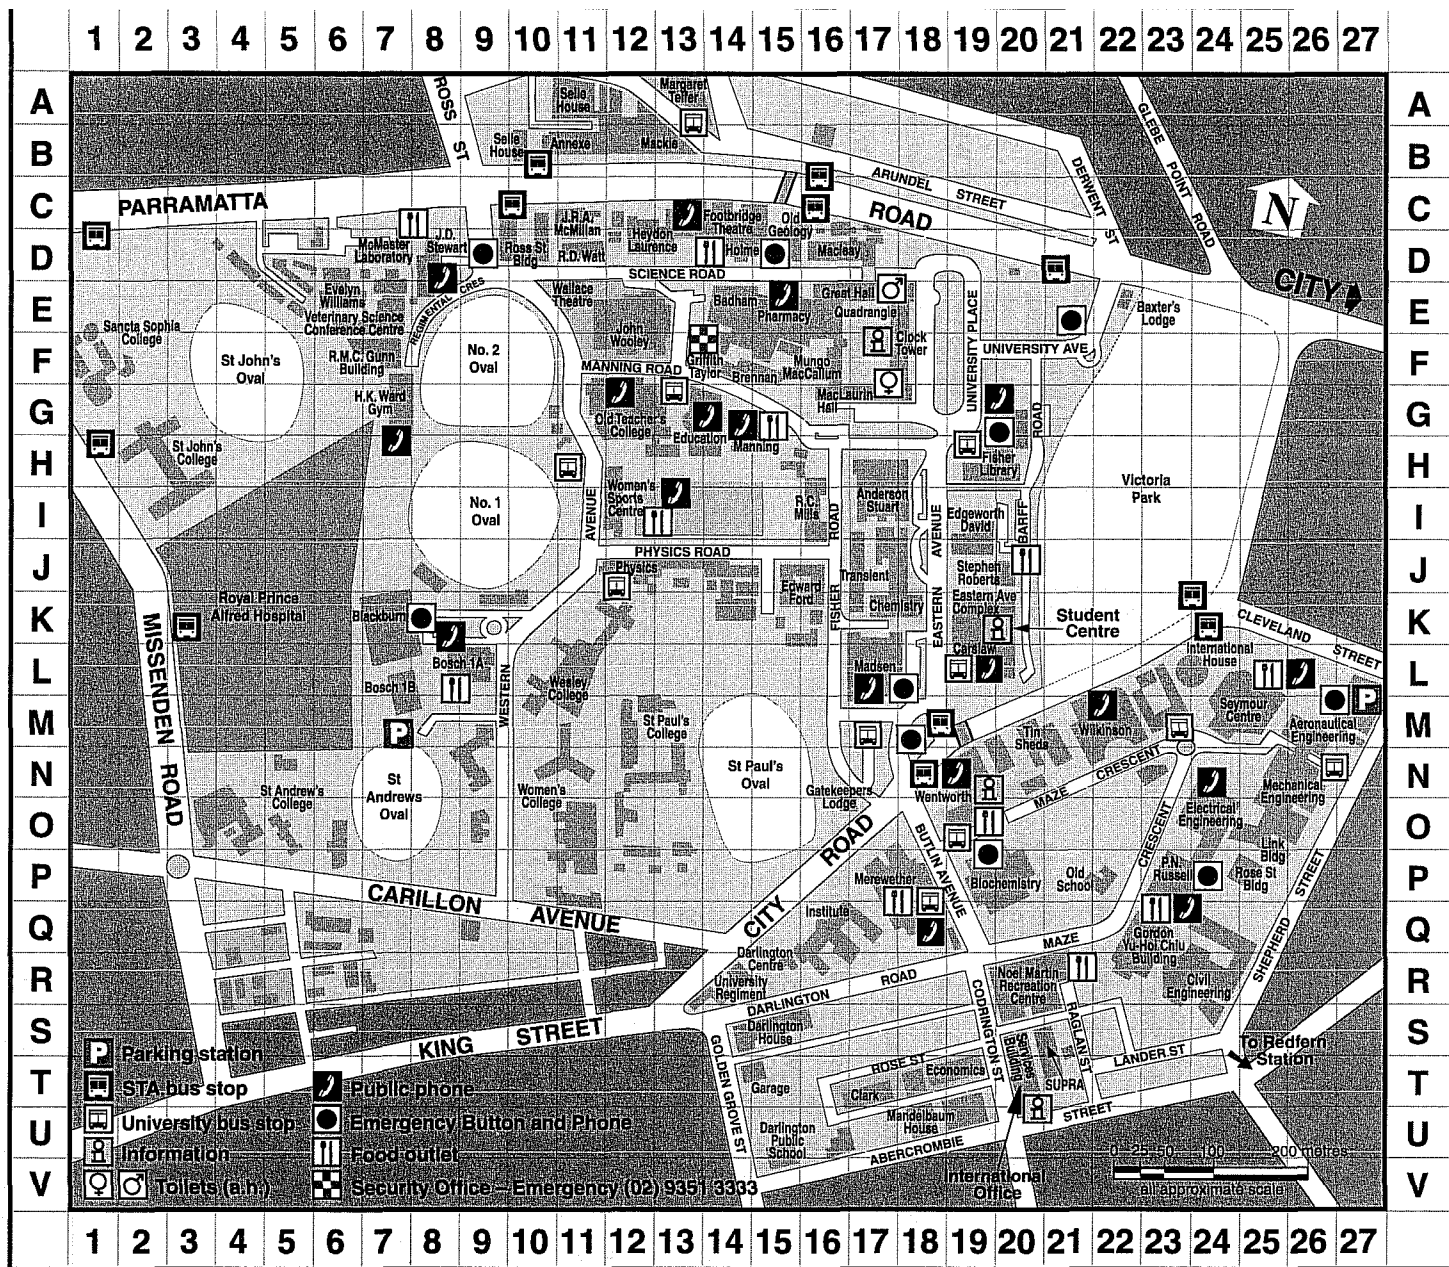 1 2 3 4 5 6 7 8 9 10 11 12 13 14 15 16 17 18 19 20 21 22 23 24 25 26 27
A
B
C
D
E
F
G
H
I
J
K
L
M
N
O
P
Q
R
S
T
U
V
A
B
C
D
E
F
G
H
I
J
K
L
M
N
O
P
Q
R
S
T
U
V
ROSS ST
Selle
House
Margaret
Telfer
Selle
House
Annexe
Mackie
GLEBE POINT ROAD
DERWENT ST
ARUNDEL STREET
N
PARRAMATTA ROAD
CITY
McMaster
Laboratory
J.D.
Stewart
Ross St
Bldg
J.R.A.
McMillan
R.D. Watt
Heydon
Laurence
Footbridge
Theatre
Holme
Old
Geology
Macleay
SCIENCE ROAD
Evelyn
Williams
Veterinary Science
Conference Centre
REGIMENTAL CRES
Wallace
Theatre
Badham
Pharmacy
Great Hall
Quadrangle
UNIVERSITY PLACE
Baxter's
Lodge
Sancta Sophia
College
St John's
Oval
R.M.C. Gunn
Building
No. 2
Oval
John
Wooley
MANNING ROAD
Griffith
Taylor
Brennan
Mungo
MacCallum
Clock
Tower
UNIVERSITY AVE
H.K. Ward
Gym
Old Teacher's
College
Education
Manning
MacLaurin
Hall
St John's
College
Fisher
Library
BARFF ROAD
Victoria
Park
No. 1
Oval
Women's
Sports
Centre
R.C.
Mills
Anderson
Stuart
Edgeworth
David
WESTERN AVENUE
PHYSICS ROAD
FISHER ROAD
EASTERN AVENUE
Physics
Edward
Ford
Transient
Chemistry
Stephen
Roberts
Eastern Ave
Complex
Student
Centre
MISSENDEN ROAD
Royal Prince
Alfred Hospital
Blackburn
Bosch 1A
Bosch 1B
Wesley
College
Madsen
Carslaw
International
House
CLEVELAND STREET
St Paul's
College
St Paul's
Oval
Tin
Sheds
Wilkinson
Seymour
Centre
Aeronautical
Engineering
St Andrew's
College
St
Andrews
Oval
Women's
College
Gatekeepers
Lodge
Wentworth
MAZE CRESCENT
Mechanical
Engineering
Electrical
Engineering
Link
Bldg
CITY ROAD
BUTLIN AVENUE
Merewether
Biochemistry
Old
School
P.N.
Russell
Rose St
Bldg
CARILLON AVENUE
Institute
MAZE CRESCENT
Gordon
Yu-Hoi Chiu
Building
SHEPHERD STREET
Darlington
Centre
University
Regiment
DARLINGTON ROAD
Noel Martin
Recreation
Centre
Civil
Engineering
KING STREET
Darlington
House
CODRINGTON ST
RAGLAN ST
Services
Building
LANDER ST
To Redfern
Station
ROSE ST
Economics
SUPRA
GOLDEN GROVE ST
Garage
Clark
Mandelbaum
House
Darlington
Public
School
ABERCROMBIE STREET
International
Office
0 25 50 100 200 metres
all approximate scale
P Parking station
STA bus stop
University bus stop
Information
Toilets (a.h.)
Public phone
Emergency Button and Phone
Food outlet
Security Office – Emergency (02) 9351 3333
P
P